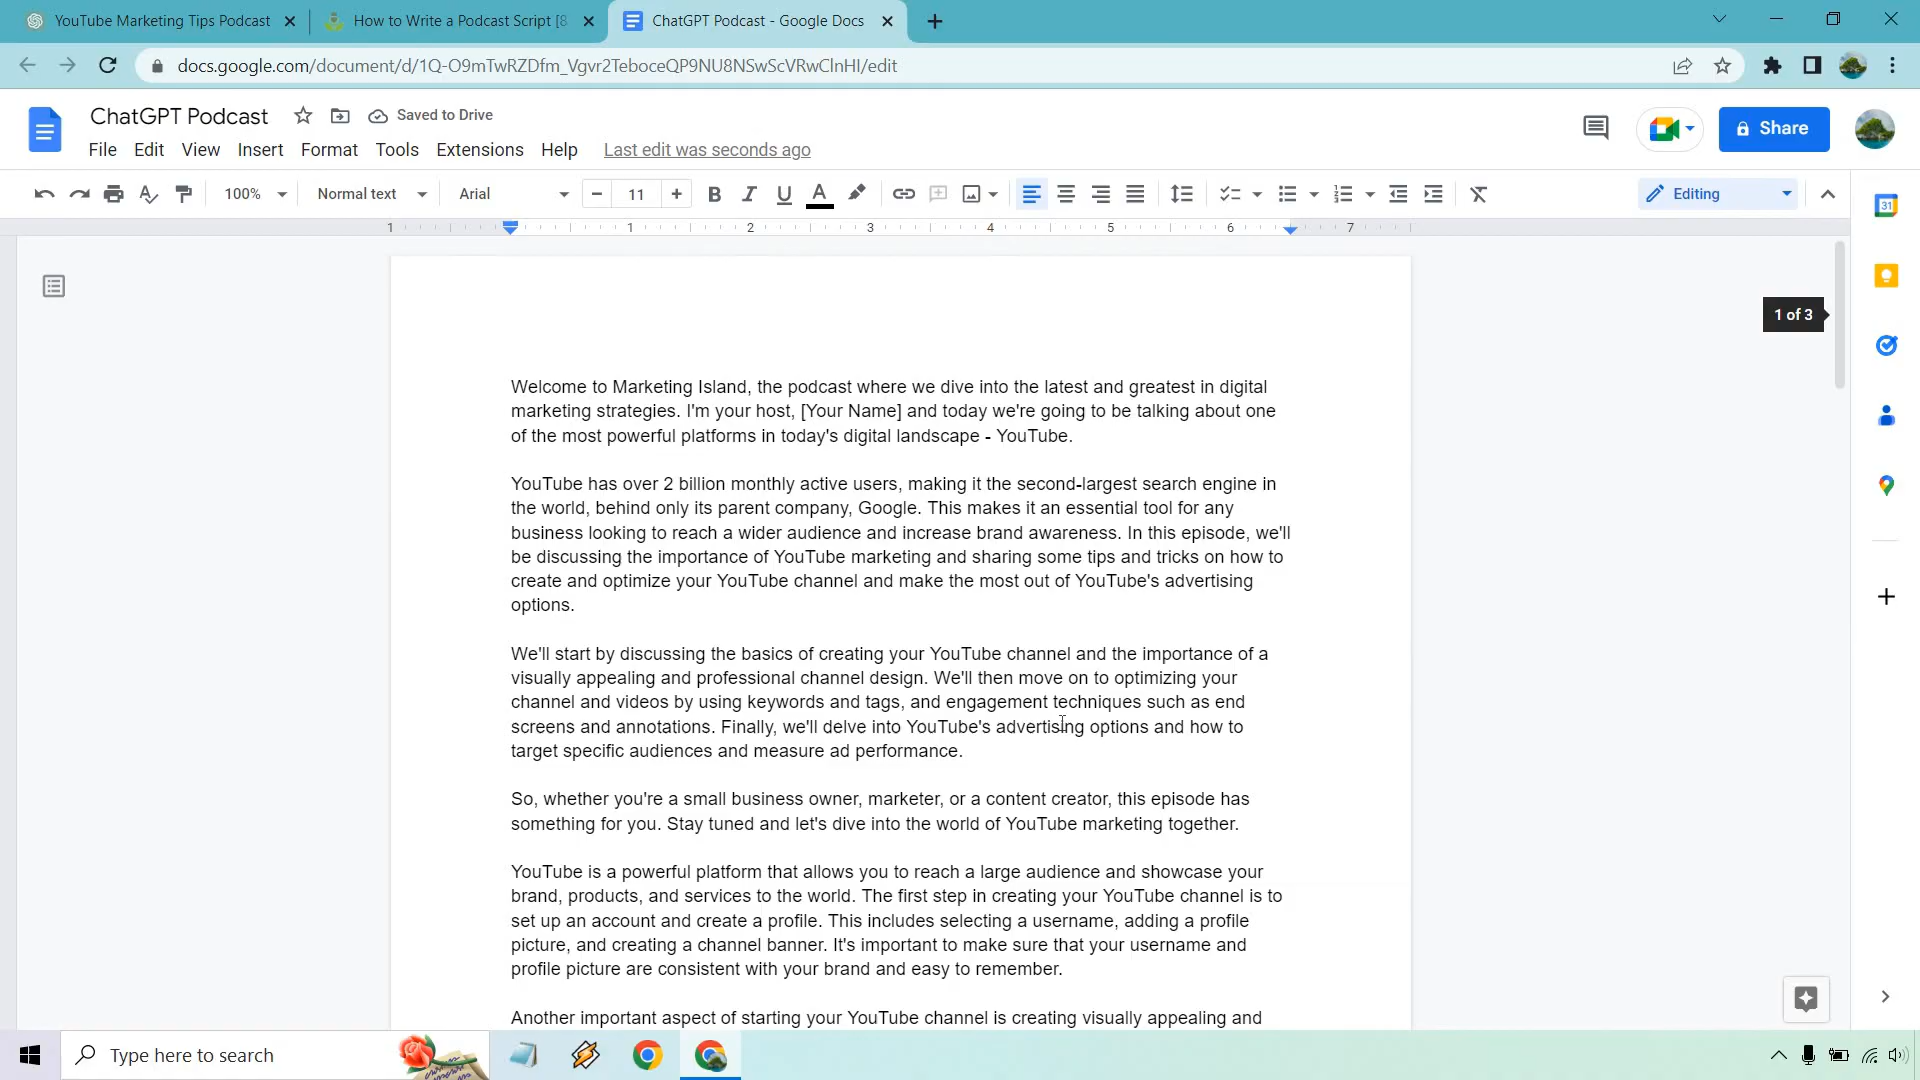 YouTube Marketing Tips Podcast
How to Write a Podcast Script [8
ChatGPT Podcast - Google Docs
docs.google.com/document/d/1Q-O9mTwRZDfm_Vgvr2TeboceQP9NU8NSwScVRwClnHI/edit
ChatGPT Podcast
Saved to Drive
Share
File Edit View Insert Format Tools Extensions Help Last edit was seconds ago
100% Normal text Arial 11 Editing
1 1 2 3 4 5 6 7
1 of 3
Welcome to Marketing Island, the podcast where we dive into the latest and greatest in digital
marketing strategies. I'm your host, [Your Name] and today we're going to be talking about one
of the most powerful platforms in today's digital landscape - YouTube.
YouTube has over 2 billion monthly active users, making it the second-largest search engine in
the world, behind only its parent company, Google. This makes it an essential tool for any
business looking to reach a wider audience and increase brand awareness. In this episode, we'll
be discussing the importance of YouTube marketing and sharing some tips and tricks on how to
create and optimize your YouTube channel and make the most out of YouTube's advertising
options.
We'll start by discussing the basics of creating your YouTube channel and the importance of a
visually appealing and professional channel design. We'll then move on to optimizing your
channel and videos by using keywords and tags, and engagement techniques such as end
screens and annotations. Finally, we'll delve into YouTube's advertising options and how to
target specific audiences and measure ad performance.
So, whether you're a small business owner, marketer, or a content creator, this episode has
something for you. Stay tuned and let's dive into the world of YouTube marketing together.
YouTube is a powerful platform that allows you to reach a large audience and showcase your
brand, products, and services to the world. The first step in creating your YouTube channel is to
set up an account and create a profile. This includes selecting a username, adding a profile
picture, and creating a channel banner. It's important to make sure that your username and
profile picture are consistent with your brand and easy to remember.
Another important aspect of starting your YouTube channel is creating visually appealing and
31
Type here to search